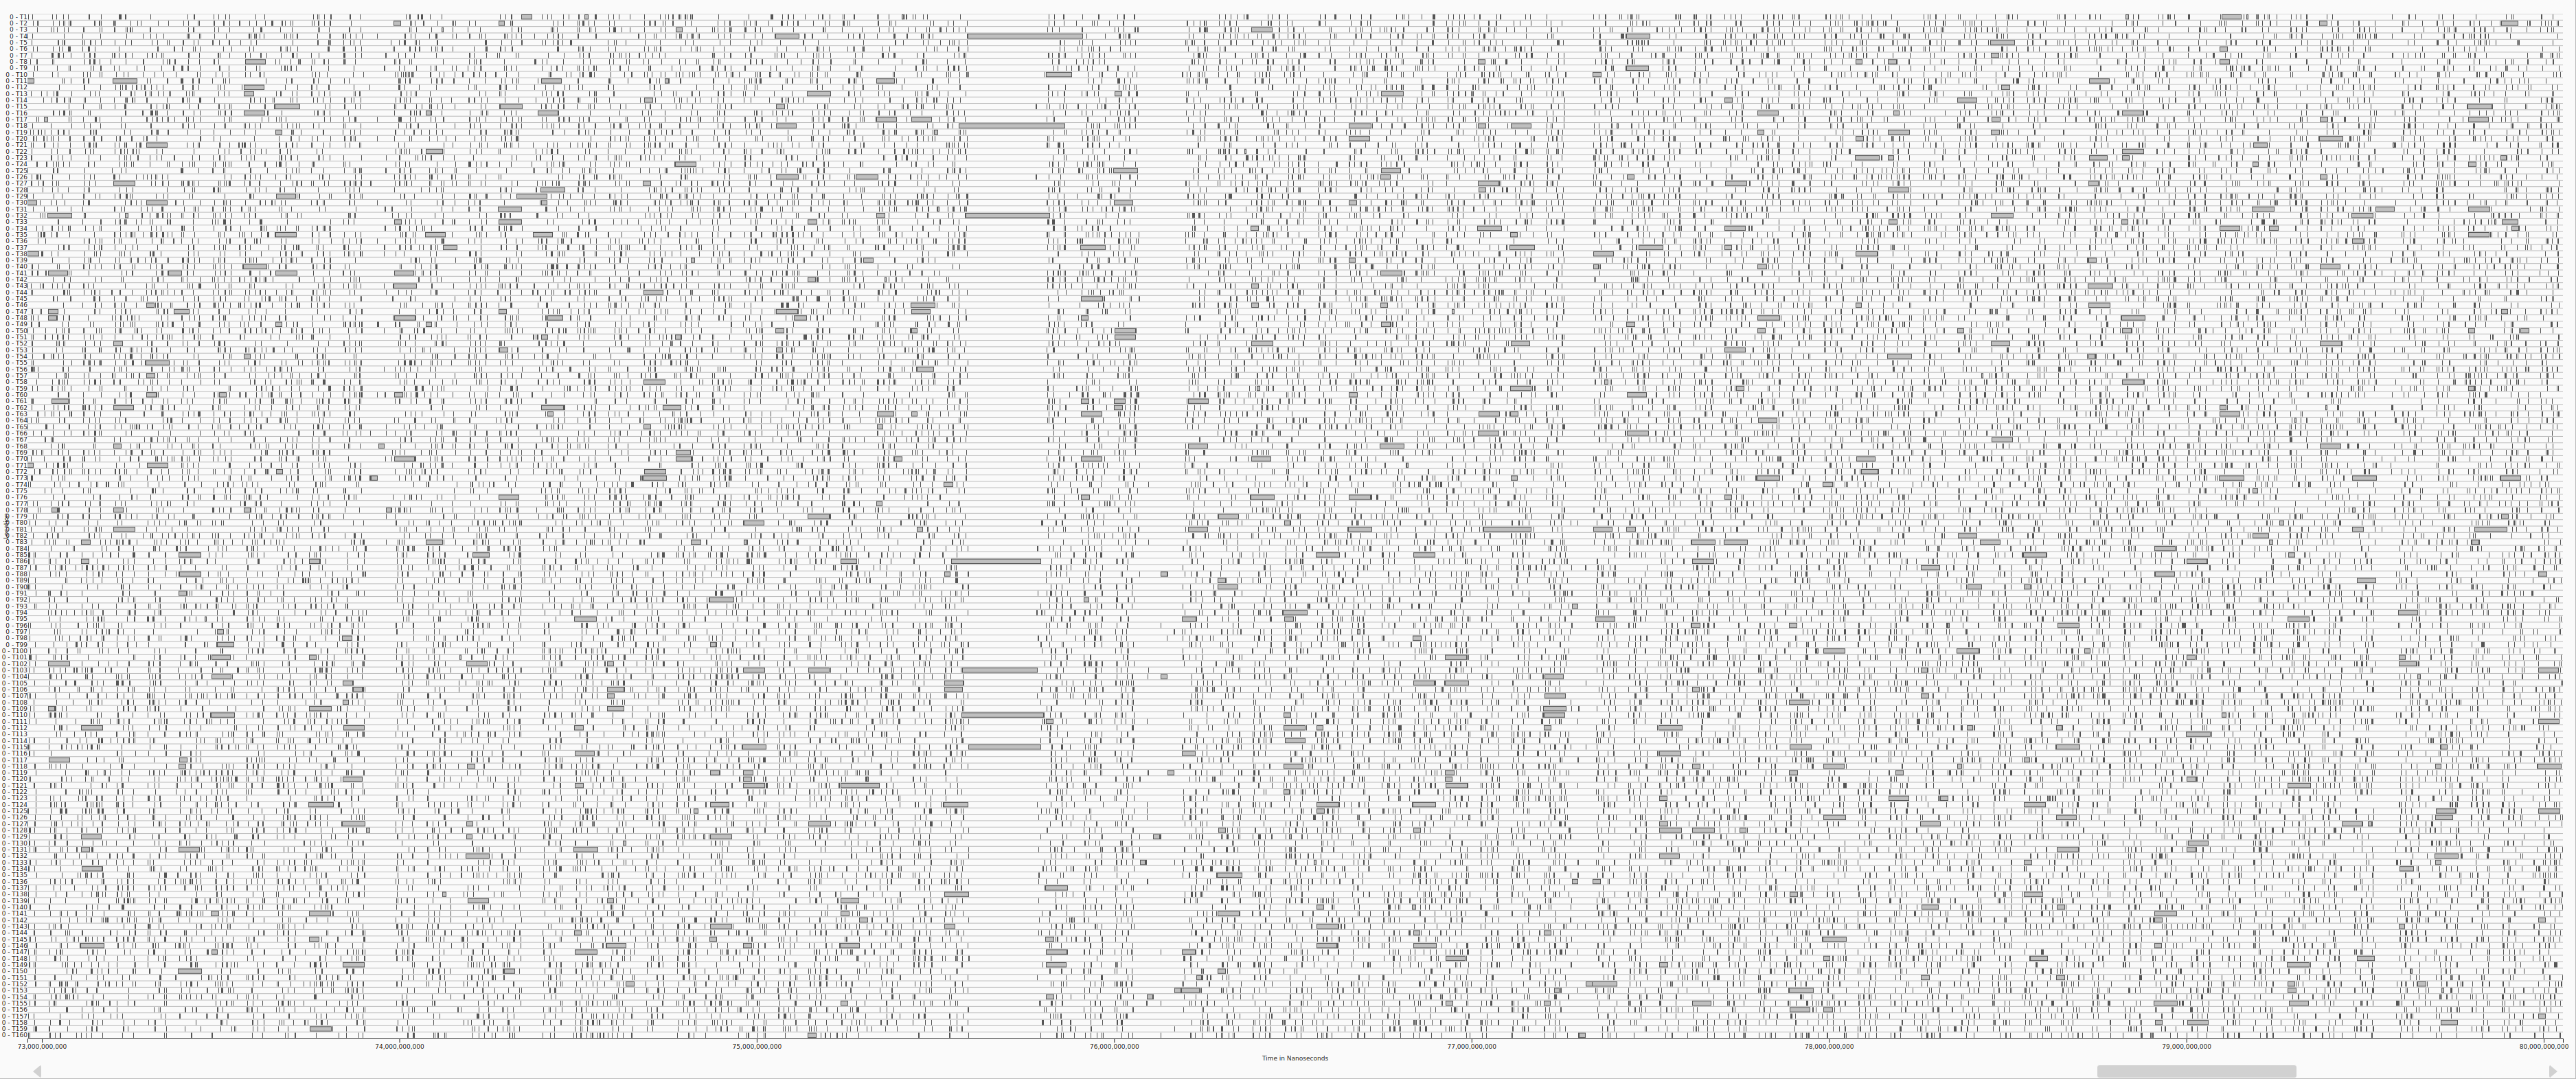 0 - T1
0 - T2
0 - T3
0 - T4
0 - T5
0 - T6
0 - T7
0 - T8
0 - T9
0 - T10
0 - T11
0 - T12
0 - T13
0 - T14
0 - T15
0 - T16
0 - T17
0 - T18
0 - T19
0 - T20
0 - T21
0 - T22
0 - T23
0 - T24
0 - T25
0 - T26
0 - T27
0 - T28
0 - T29
0 - T30
0 - T31
0 - T32
0 - T33
0 - T34
0 - T35
0 - T36
0 - T37
0 - T38
0 - T39
0 - T40
0 - T41
0 - T42
0 - T43
0 - T44
0 - T45
0 - T46
0 - T47
0 - T48
0 - T49
0 - T50
0 - T51
0 - T52
0 - T53
0 - T54
0 - T55
0 - T56
0 - T57
0 - T58
0 - T59
0 - T60
0 - T61
0 - T62
0 - T63
0 - T64
0 - T65
0 - T66
0 - T67
0 - T68
0 - T69
0 - T70
0 - T71
0 - T72
0 - T73
0 - T74
0 - T75
0 - T76
0 - T77
0 - T78
0 - T79
0 - T80
0 - T81
0 - T82
0 - T83
0 - T84
0 - T85
0 - T86
0 - T87
0 - T88
0 - T89
0 - T90
0 - T91
0 - T92
0 - T93
0 - T94
0 - T95
0 - T96
0 - T97
0 - T98
0 - T99
0 - T100
0 - T101
0 - T102
0 - T103
0 - T104
0 - T105
0 - T106
0 - T107
0 - T108
0 - T109
0 - T110
0 - T111
0 - T112
0 - T113
0 - T114
0 - T115
0 - T116
0 - T117
0 - T118
0 - T119
0 - T120
0 - T121
0 - T122
0 - T123
0 - T124
0 - T125
0 - T126
0 - T127
0 - T128
0 - T129
0 - T130
0 - T131
0 - T132
0 - T133
0 - T134
0 - T135
0 - T136
0 - T137
0 - T138
0 - T139
0 - T140
0 - T141
0 - T142
0 - T143
0 - T144
0 - T145
0 - T146
0 - T147
0 - T148
0 - T149
0 - T150
0 - T151
0 - T152
0 - T153
0 - T154
0 - T155
0 - T156
0 - T157
0 - T158
0 - T159
0 - T160
73,000,000,000 74,000,000,000 75,000,000,000 76,000,000,000 77,000,000,000 78,000,000,000 79,000,000,000 80,000,000,000
Time in Nanoseconds